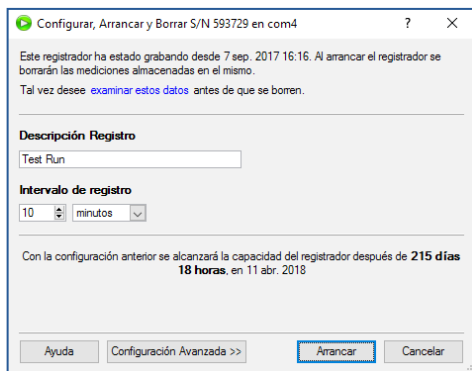 Configurar, Arrancar y Borrar S/N 593729 en com4
Este registrador ha estado grabando desde 7 sep. 2017 16:16. Al arrancar el registrador se
borrarán las mediciones almacenadas en el mismo.
Tal vez desee examinar estos datos antes de que se borren.
Descripción Registro
Test Run
Intervalo de registro
10 minutos
Con la configuración anterior se alcanzará la capacidad del registrador después de 215 días
18 horas, en 11 abr. 2018
Ayuda Configuración Avanzada >> Arrancar Cancelar